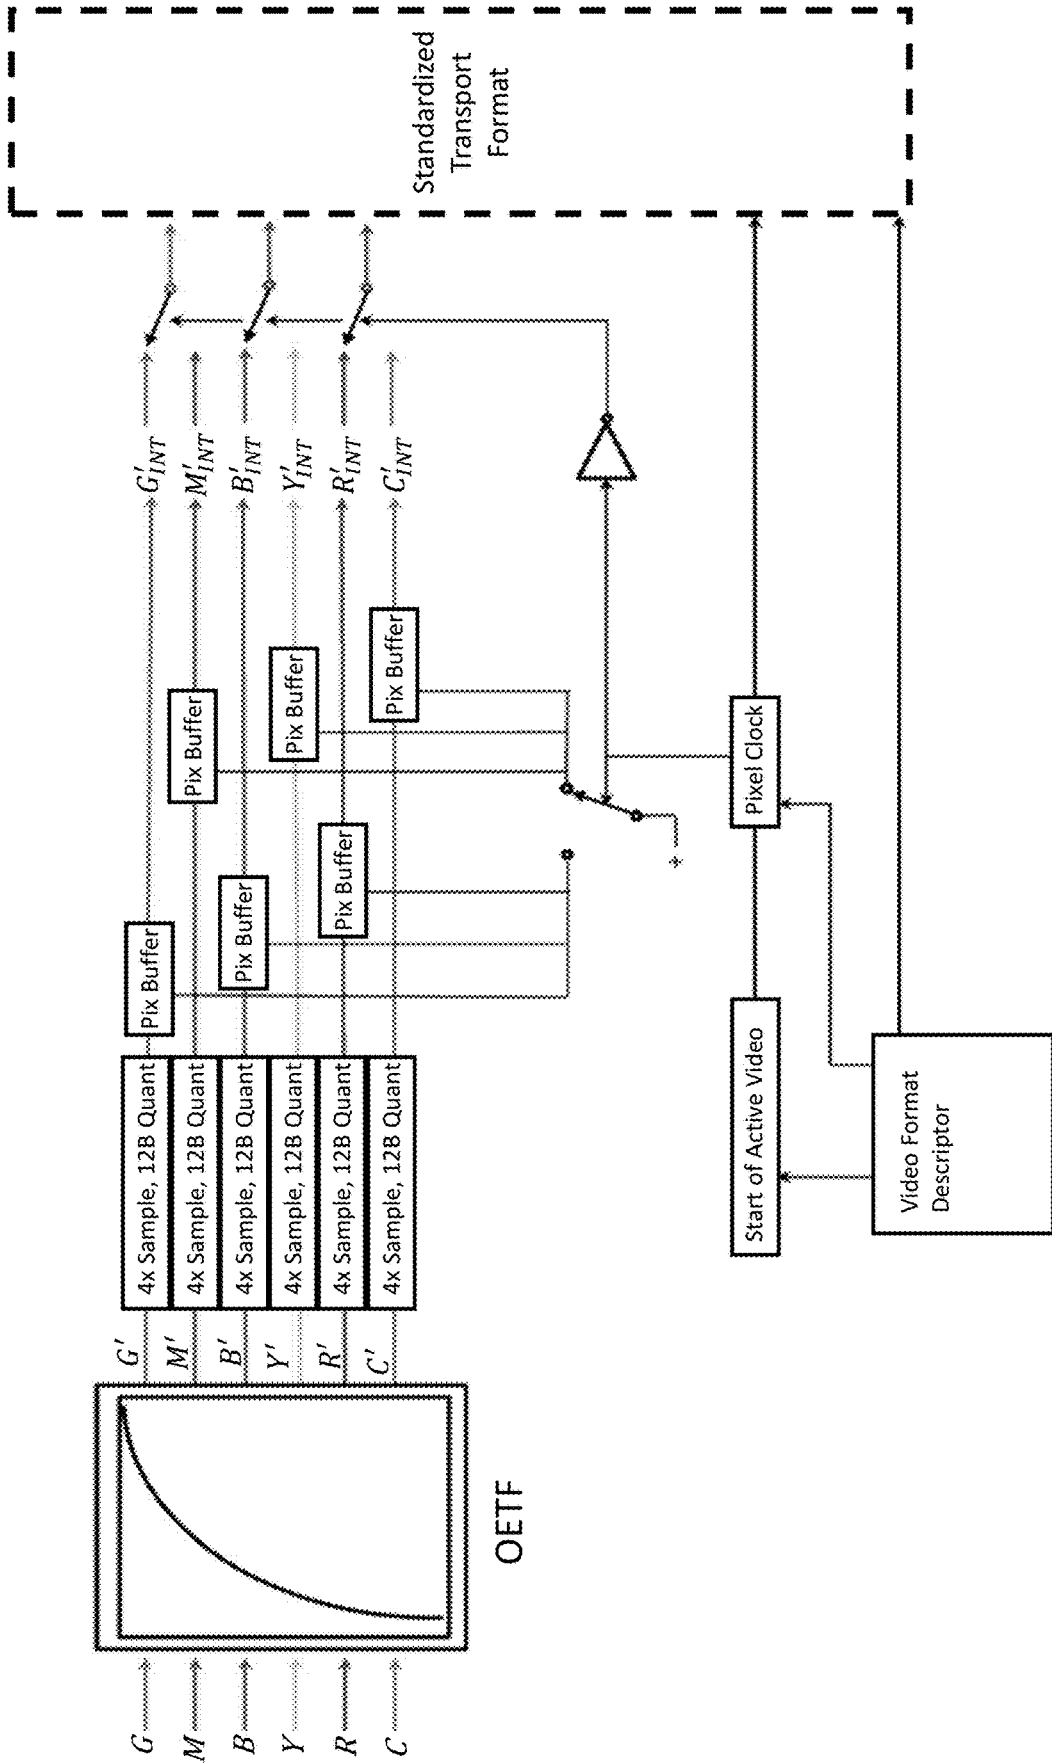 G
M
B
Y
R
C
OETF
G'
M'
B'
Y'
R'
C'
4x Sample, 12B Quant
4x Sample, 12B Quant
4x Sample, 12B Quant
4x Sample, 12B Quant
4x Sample, 12B Quant
4x Sample, 12B Quant
Pix Buffer
Pix Buffer
Pix Buffer
Pix Buffer
Pix Buffer
Pix Buffer
G'INT
M'INT
B'INT
Y'INT
R'INT
C'INT
+
Start of Active Video
Pixel Clock
Video Format
Descriptor
Standardized
Transport
Format